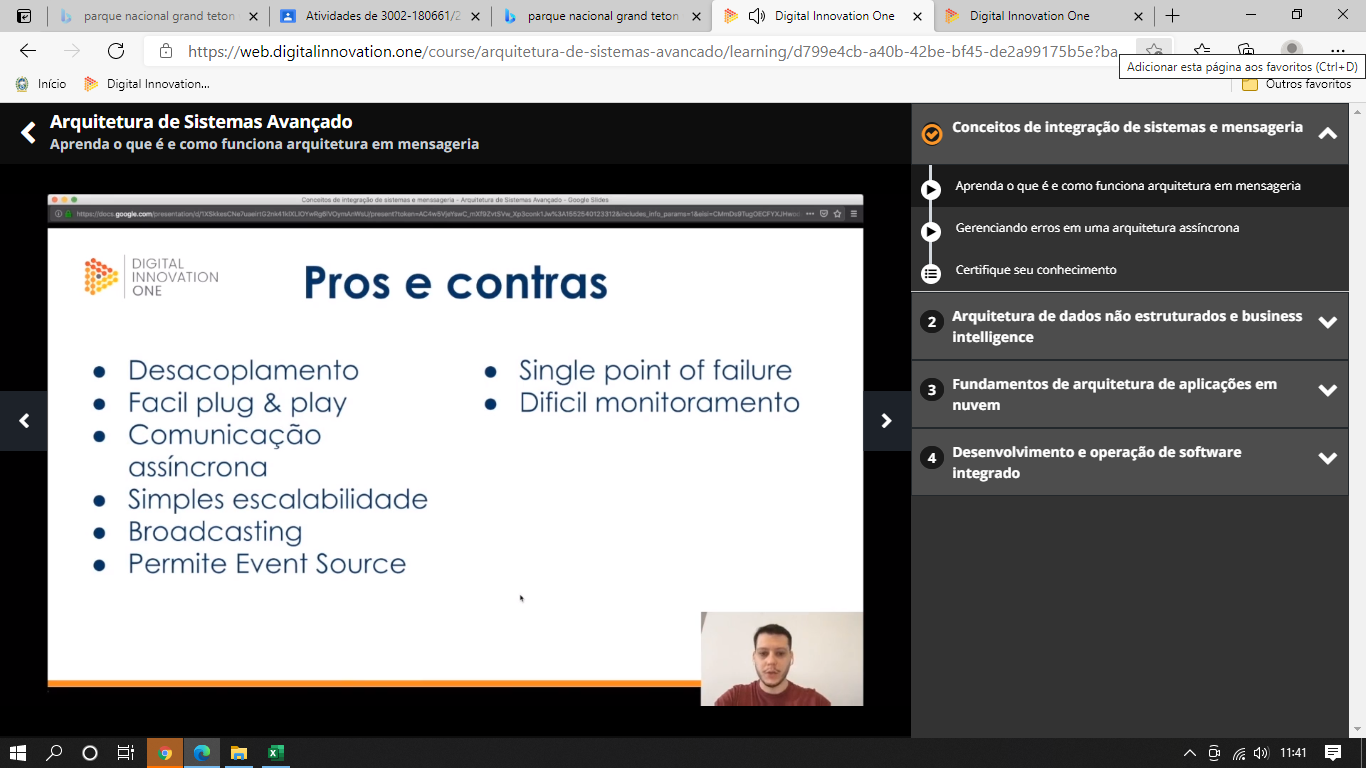 parque nacional grand teton
Atividades de 3002-180661/2
parque nacional grand teton
Digital Innovation One
Digital Innovation One
https://web.digitalinnovation.one/course/arquitetura-de-sistemas-avancado/learning/d799e4cb-a40b-42be-bf45-de2a99175b5e?ba
Adicionar esta página aos favoritos (Ctrl+D)
Início
Digital Innovation...
Outros favoritos
Arquitetura de Sistemas Avançado
Aprenda o que é e como funciona arquitetura em mensageria
Conceitos de integração de sistemas e mensageria - Arquitetura de Sistemas Avançado - Google Slides
DIGITAL
INNOVATION
ONE
Pros e contras
● Desacoplamento
● Facil plug & play
● Comunicação
assíncrona
● Simples escalabilidade
● Broadcasting
● Permite Event Source
● Single point of failure
● Dificil monitoramento
Conceitos de integração de sistemas e mensageria
Aprenda o que é e como funciona arquitetura em mensageria
Gerenciando erros em uma arquitetura assíncrona
Certifique seu conhecimento
2 Arquitetura de dados não estruturados e business
intelligence
3 Fundamentos de arquitetura de aplicações em
nuvem
4 Desenvolvimento e operação de software
integrado
11:41